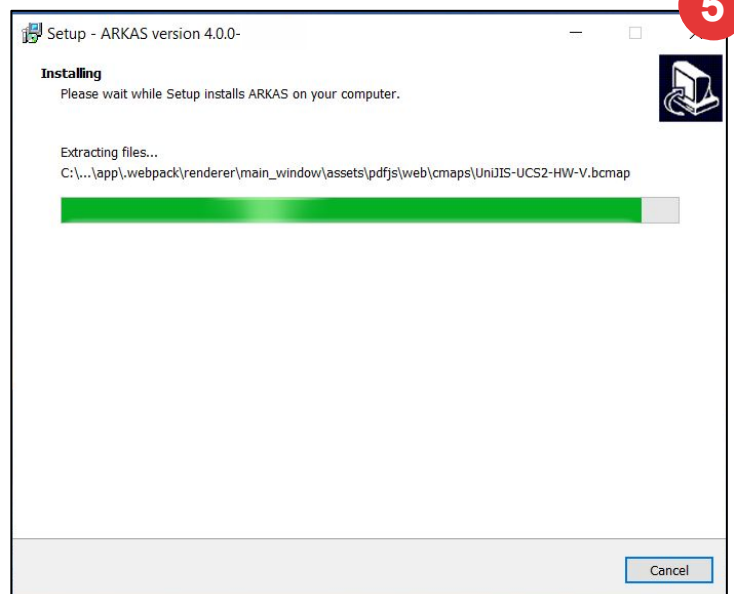 5
Setup - ARKAS version 4.0.0-
Installing
Please wait while Setup installs ARKAS on your computer.
Extracting files...
C:\...\app\.webpack\renderer\main_window\assets\pdfjs\web\cmaps\UniJIS-UCS2-HW-V.bcmap
Cancel